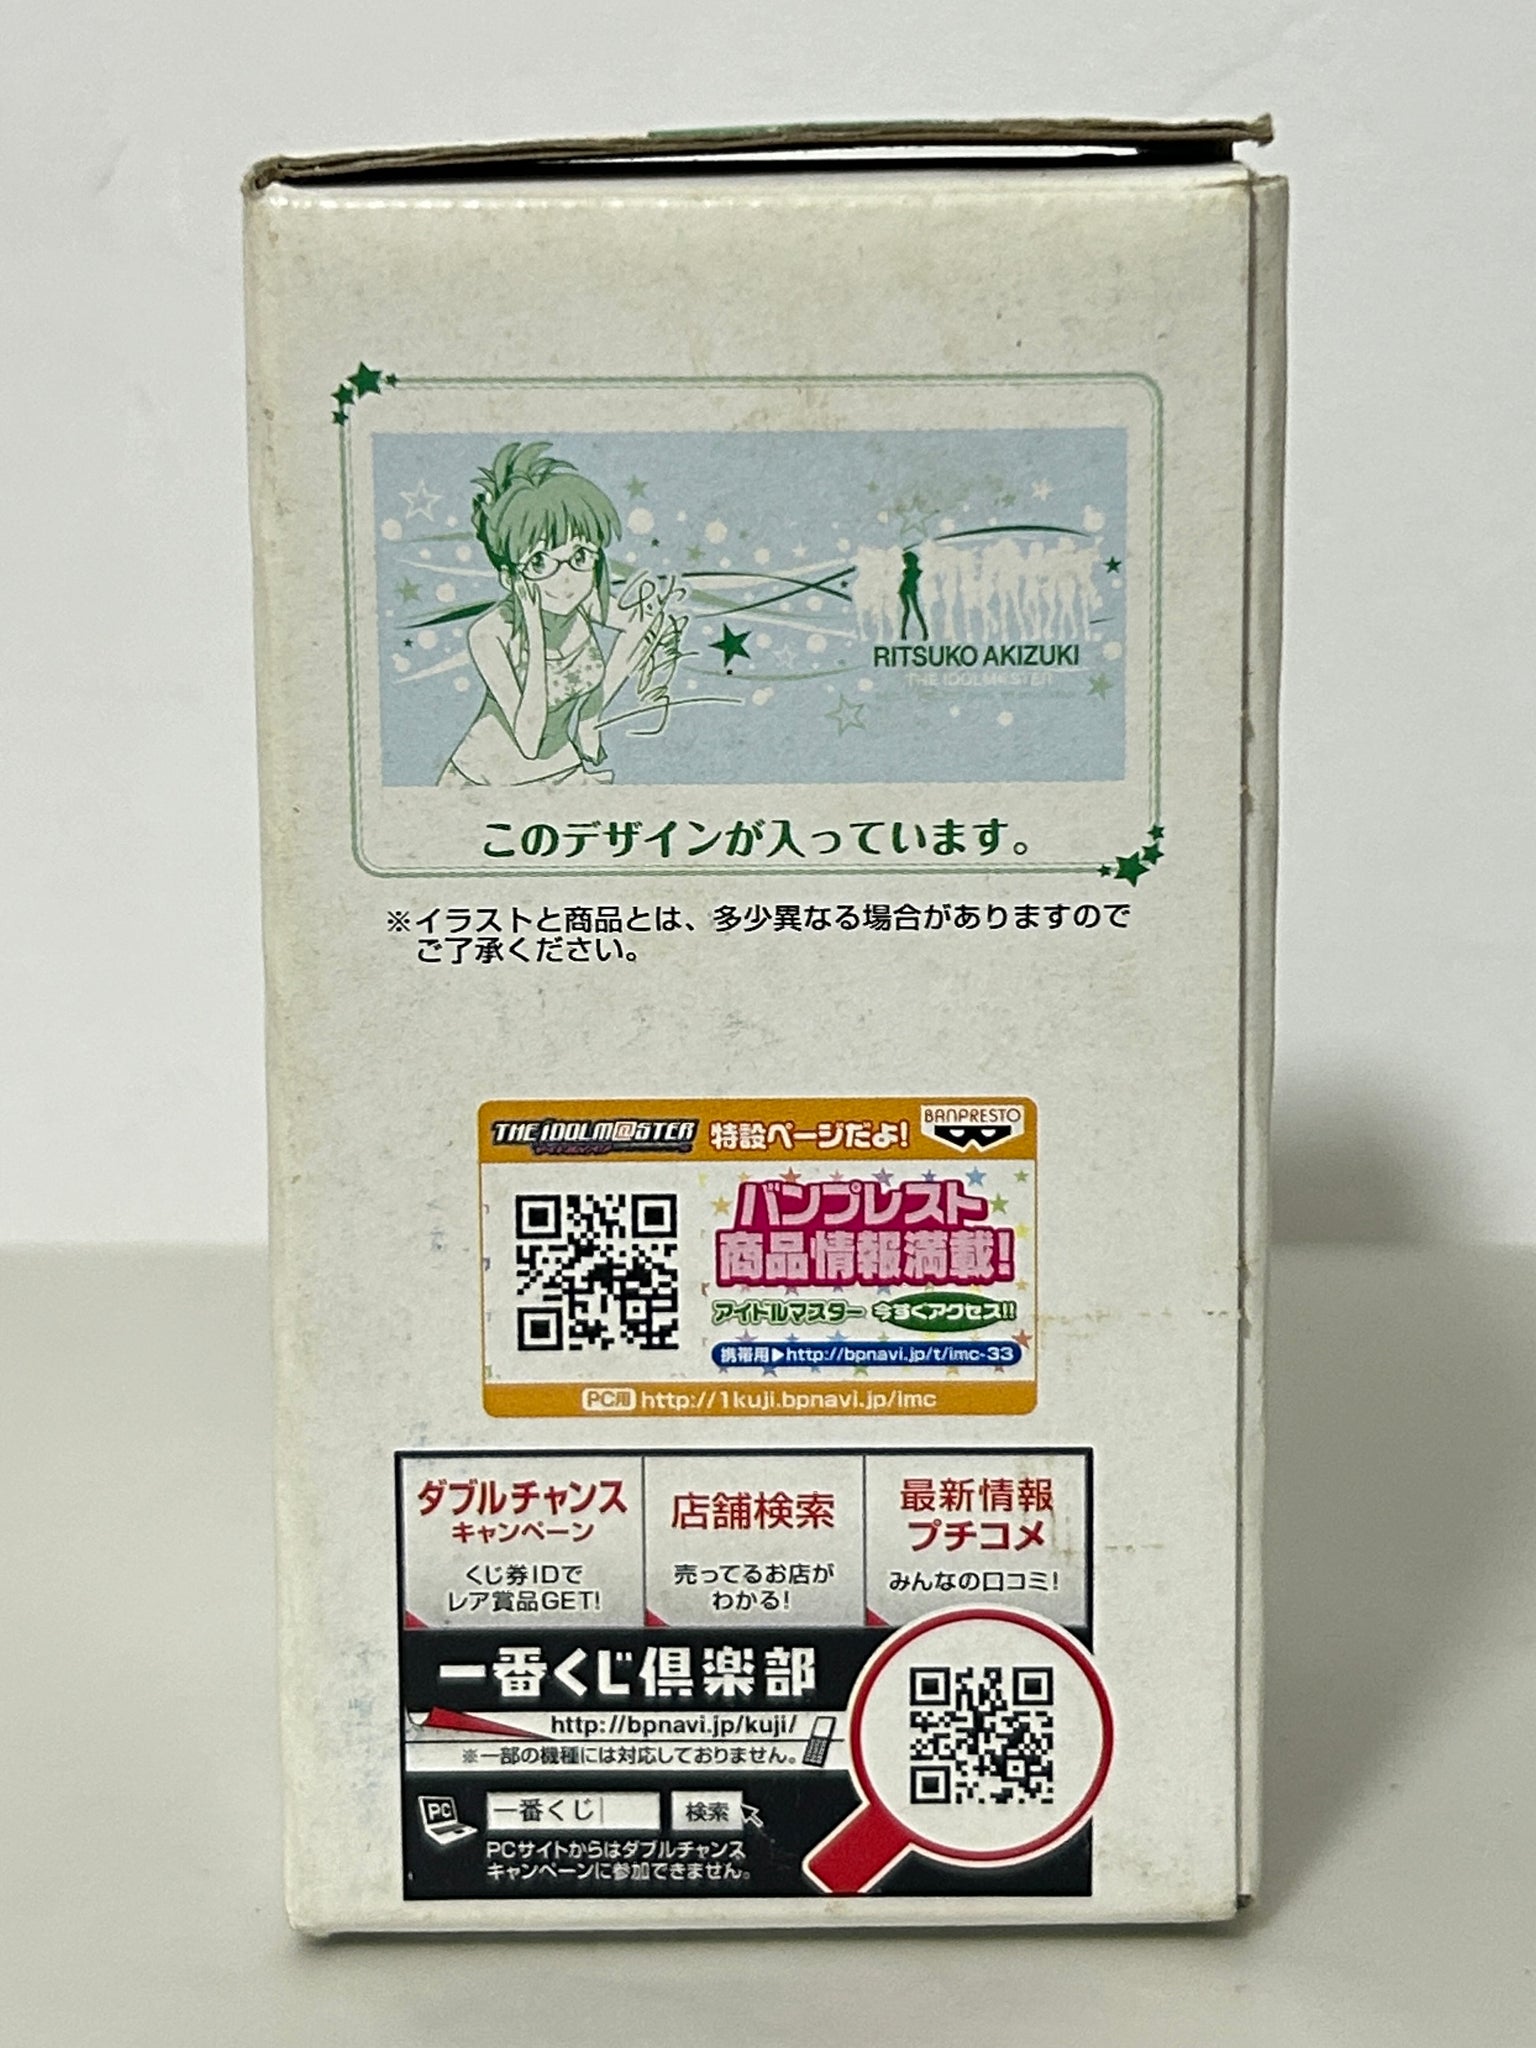 秋月律子
RITSUKO AKIZUKI
THE IDOLM@STER
このデザインが入っています。
※イラストと商品とは、多少異なる場合がありますので
ご了承ください。
THE IDOLM@STER 特設ページだよ! BANPRESTO
バンプレスト
商品情報満載!
アイドルマスター 今すぐアクセス!!
携帯用▶http://bpnavi.jp/t/imc-33
PC用 http://1kuji.bpnavi.jp/imc
ダブルチャンス
キャンペーン
くじ券IDで
レア賞品GET!
店舗検索
売ってるお店が
わかる!
最新情報
プチコメ
みんなの口コミ!
一番くじ倶楽部
http://bpnavi.jp/kuji/
※一部の機種には対応しておりません。
PC 一番くじ 検索
PCサイトからはダブルチャンス
キャンペーンに参加できません。